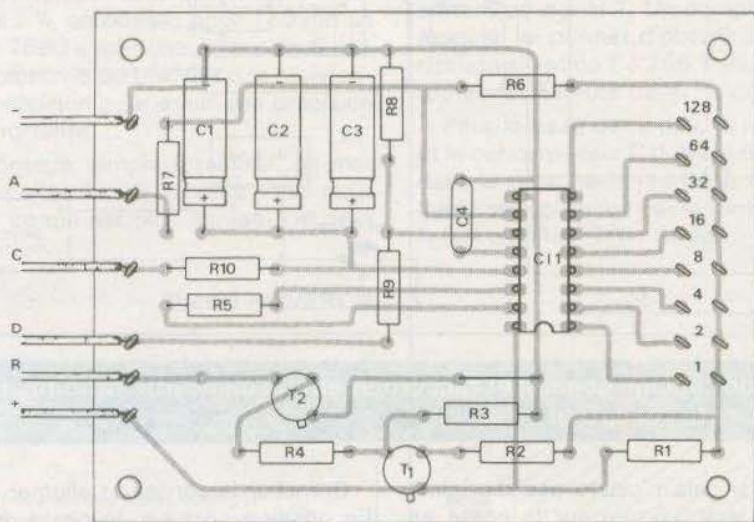 R6
128
−
−
−
R8
64
−
C1
C2
C3
32
A
R7
C4
16
+
+
+
CI1
8
C
R10
R9
R5
4
D
2
R
T2
1
+
R3
R4
R2
R1
T1